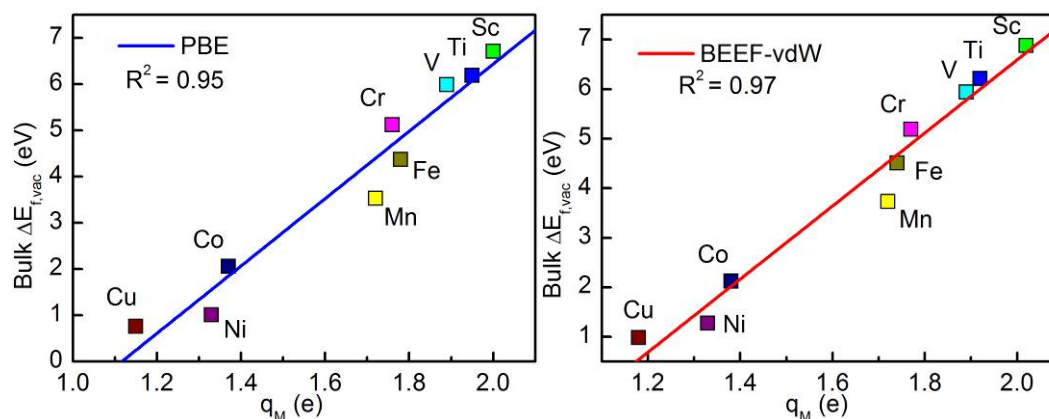 7
6
5
4
3
2
1
0
Bulk ΔE_f,vac (eV)
PBE
R² = 0.95
Sc
Ti
V
Cr
Fe
Mn
Co
Cu
Ni
1.0 1.2 1.4 1.6 1.8 2.0
q_M (e)
7
6
5
4
3
2
1
Bulk ΔE_f,vac (eV)
BEEF-vdW
R² = 0.97
Sc
Ti
V
Cr
Fe
Mn
Co
Cu
Ni
1.2 1.4 1.6 1.8 2.0
q_M (e)